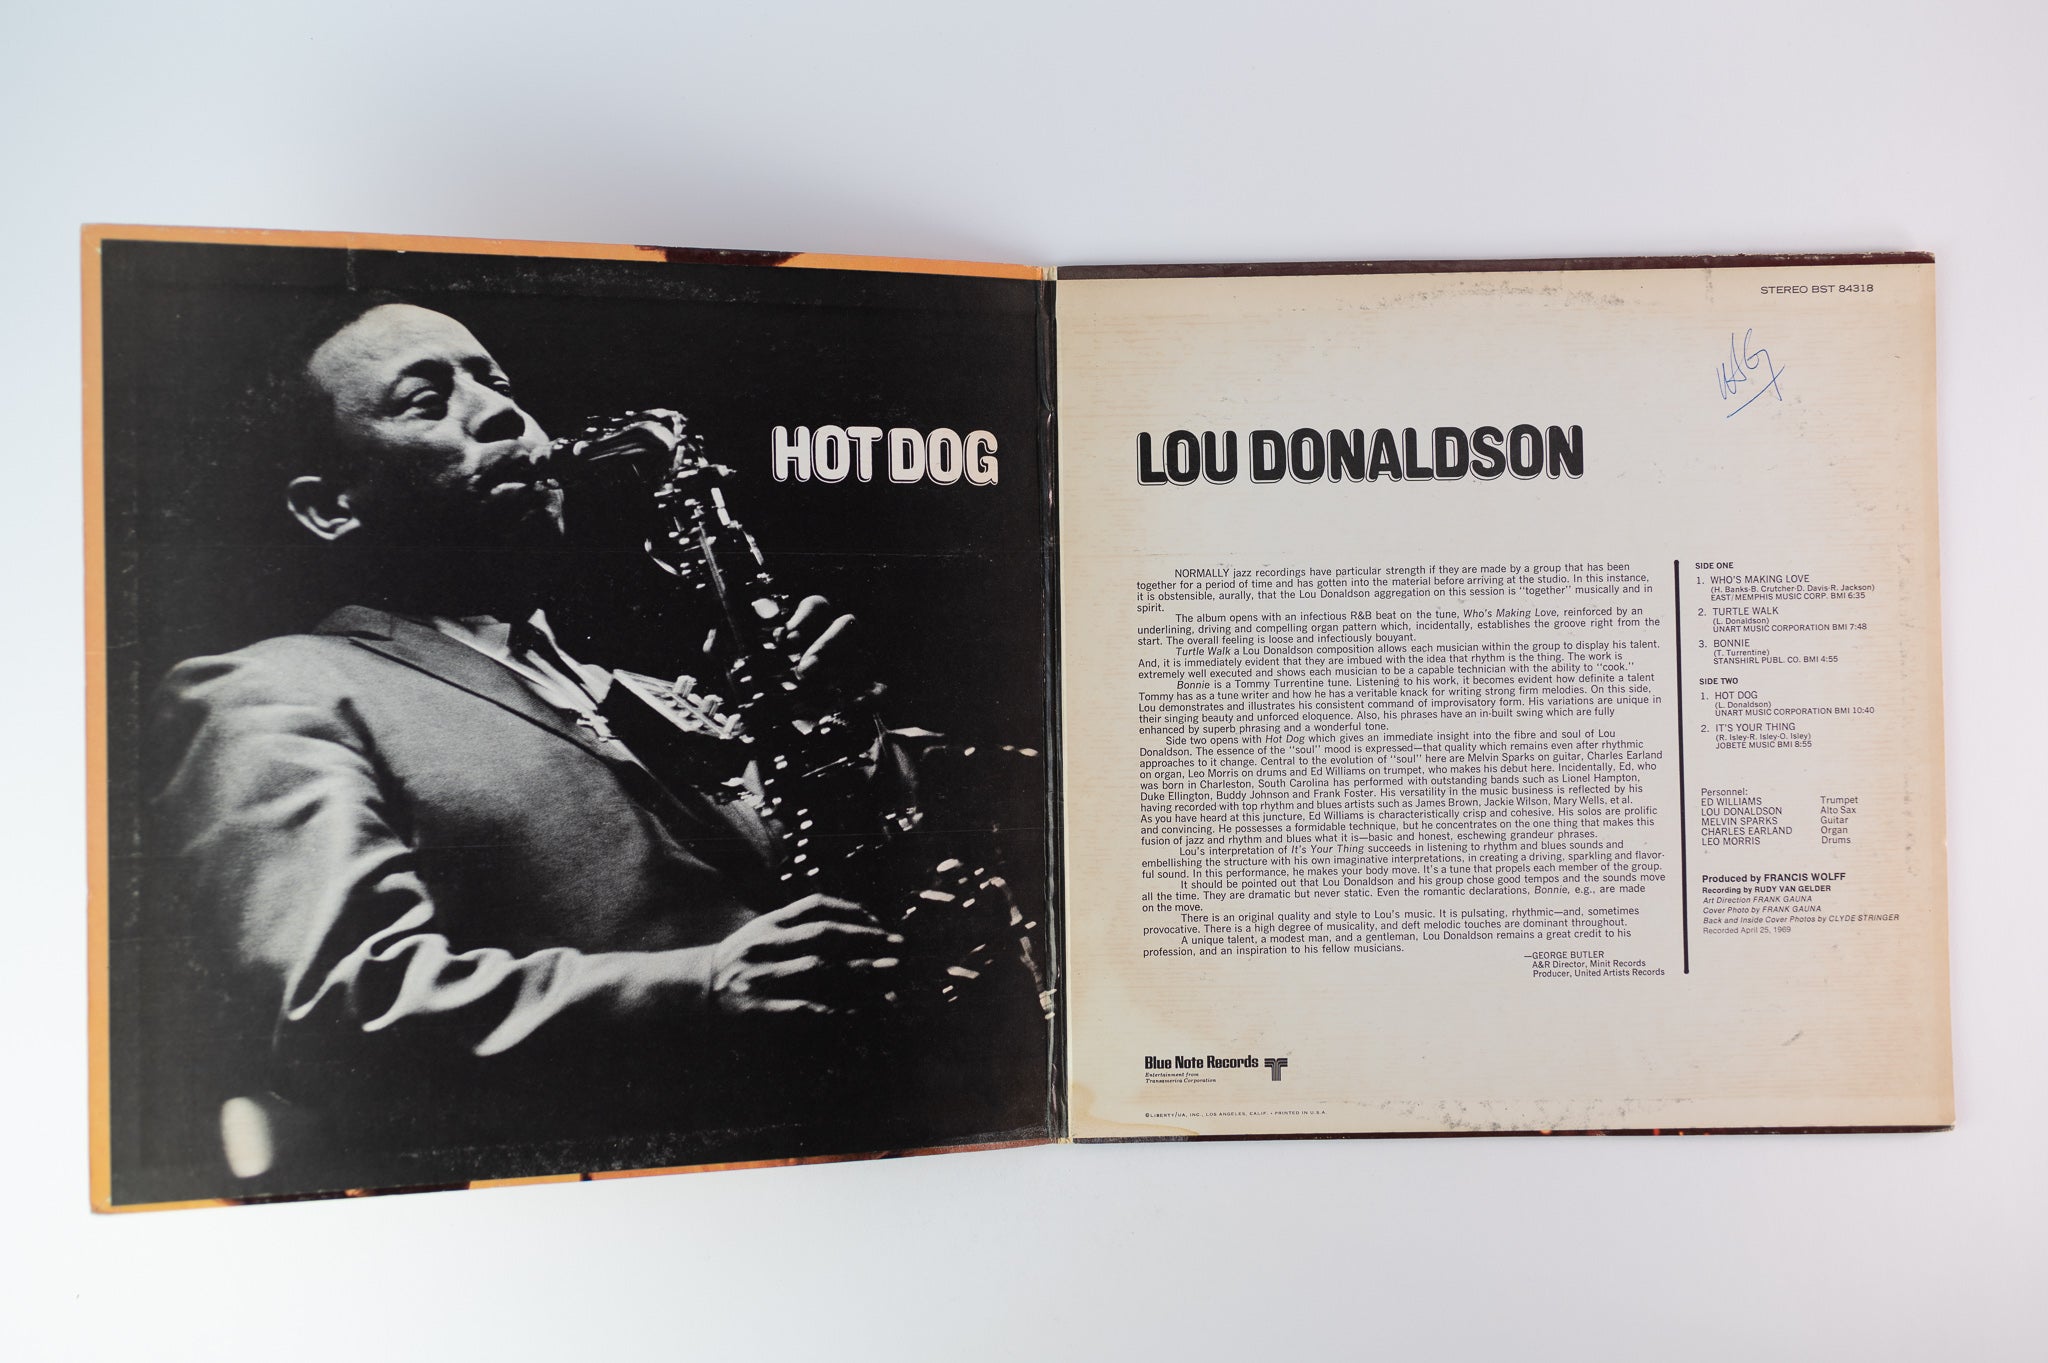 HOT DOG
STEREO BST 84318
LOU DONALDSON
NORMALLY jazz recordings have particular strength if they are made by a group that has been
together for a period of time and has gotten into the material before arriving at the studio. In this instance,
it is obstensible, aurally, that the Lou Donaldson aggregation on this session is "together" musically and in
spirit.
The album opens with an infectious R&B beat on the tune, Who's Making Love, reinforced by an
underlining, driving and compelling organ pattern which, incidentally, establishes the groove right from the
start. The overall feeling is loose and infectiously bouyant.
Turtle Walk a Lou Donaldson composition allows each musician within the group to display his talent.
And, it is immediately evident that they are imbued with the idea that rhythm is the thing. The work is
extremely well executed and shows each musician to be a capable technician with the ability to "cook."
Bonnie is a Tommy Turrentine tune. Listening to his work, it becomes evident how definite a talent
Tommy has as a tune writer and how he has a veritable knack for writing strong firm melodies. On this side,
Lou demonstrates and illustrates his consistent command of improvisatory form. His variations are unique in
their singing beauty and unforced eloquence. Also, his phrases have an in-built swing which are fully
enhanced by superb phrasing and a wonderful tone.
Side two opens with Hot Dog which gives an immediate insight into the fibre and soul of Lou
Donaldson. The essence of the "soul" mood is expressed—that quality which remains even after rhythmic
approaches to it change. Central to the evolution of "soul" here are Melvin Sparks on guitar, Charles Earland
on organ, Leo Morris on drums and Ed Williams on trumpet, who makes his debut here. Incidentally. Ed, who
was born in Charleston, South Carolina has performed with outstanding bands such as Lionel Hampton,
Duke Ellington, Buddy Johnson and Frank Foster. His versatility in the music business is reflected by his
having recorded with top rhythm and blues artists such as James Brown, Jackie Wilson, Mary Wells, et al.
As you have heard at this juncture, Ed Williams is characteristically crisp and cohesive. His solos are prolific
and convincing. He possesses a formidable technique, but he concentrates on the one thing that makes this
fusion of jazz and rhythm and blues what it is—basic and honest, eschewing grandeur phrases.
Lou's interpretation of It's Your Thing succeeds in listening to rhythm and blues sounds and
embellishing the structure with his own imaginative interpretations, in creating a driving, sparkling and flavor-
ful sound. In this performance, he makes your body move. It's a tune that propels each member of the group.
It should be pointed out that Lou Donaldson and his group chose good tempos and the sounds move
all the time. They are dramatic but never static. Even the romantic declarations, Bonnie, e.g., are made
on the move.
There is an original quality and style to Lou's music. It is pulsating, rhythmic—and, sometimes
provocative. There is a high degree of musicality, and deft melodic touches are dominant throughout.
A unique talent, a modest man, and a gentleman, Lou Donaldson remains a great credit to his
profession, and an inspiration to his fellow musicians.
—GEORGE BUTLER
A&R Director, Minit Records
Producer, United Artists Records
SIDE ONE
1. WHO'S MAKING LOVE
(H. Banks-B. Crutcher-D. Davis-R. Jackson)
EAST/MEMPHIS MUSIC CORP. BMI 6:35
2. TURTLE WALK
(L. Donaldson)
UNART MUSIC CORPORATION BMI 7:48
3. BONNIE
(T. Turrentine)
STANSHIRL PUBL. CO. BMI 4:55
SIDE TWO
1. HOT DOG
(L. Donaldson)
UNART MUSIC CORPORATION BMI 10:40
2. IT'S YOUR THING
(R. Isley-R. Isley-O. Isley)
JOBETE MUSIC BMI 8:55
Personnel:
ED WILLIAMS Trumpet
LOU DONALDSON Alto Sax
MELVIN SPARKS Guitar
CHARLES EARLAND Organ
LEO MORRIS Drums
Produced by FRANCIS WOLFF
Recording by RUDY VAN GELDER
Art Direction FRANK GAUNA
Cover Photo by FRANK GAUNA
Back and Inside Cover Photos by CLYDE STRINGER
Recorded April 25, 1969
Blue Note Records
Entertainment from
Transamerica Corporation
©LIBERTY/UA, INC., LOS ANGELES, CALIF. • PRINTED IN U.S.A.